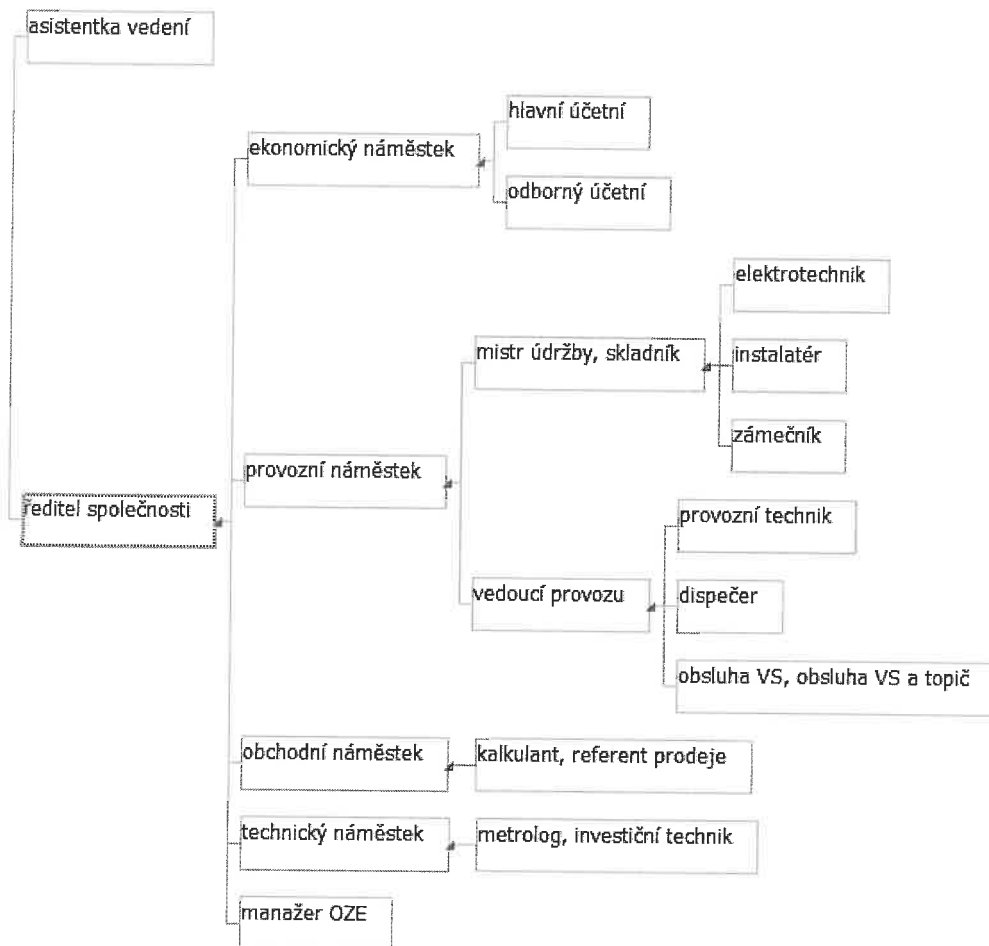 asistentka vedení
hlavní účetní
ekonomický náměstek
odborný účetní
elektrotechnik
mistr údržby, skladník
instalatér
zámečník
provozní náměstek
ředitel společnosti
provozní technik
vedoucí provozu
dispečer
obsluha VS, obsluha VS a topič
obchodní náměstek
kalkulant, referent prodeje
technický náměstek
metrolog, investiční technik
manažer OZE